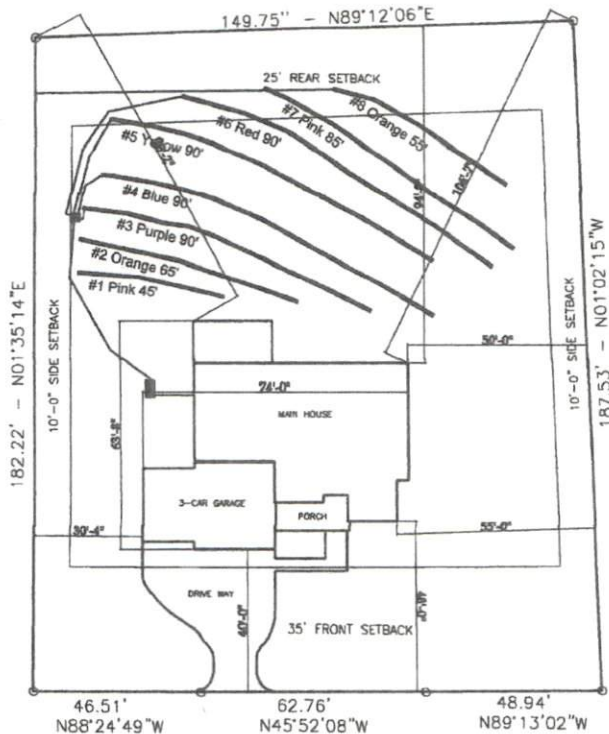 149.75" - N89°12'06"E
25' REAR SETBACK
#8 Orange 55'
#7 Pink 85'
#6 Red 90'
#5 Yellow 90'
#4 Blue 90'
#3 Purple 90'
#2 Orange 65'
#1 Pink 45'
182.22' - N01°35'14"E
10'-0" SIDE SETBACK
50'-0"
10'-0" SIDE SETBACK
187.53' - N01°02'15"W
74'-0"
MAIN HOUSE
63'-8"
3-CAR GARAGE
PORCH
30'-4"
55'-0"
DRIVE WAY
40'-0"
35' FRONT SETBACK
46.51'
N88°24'49"W
62.76'
N45°52'08"W
48.94'
N89°13'02"W